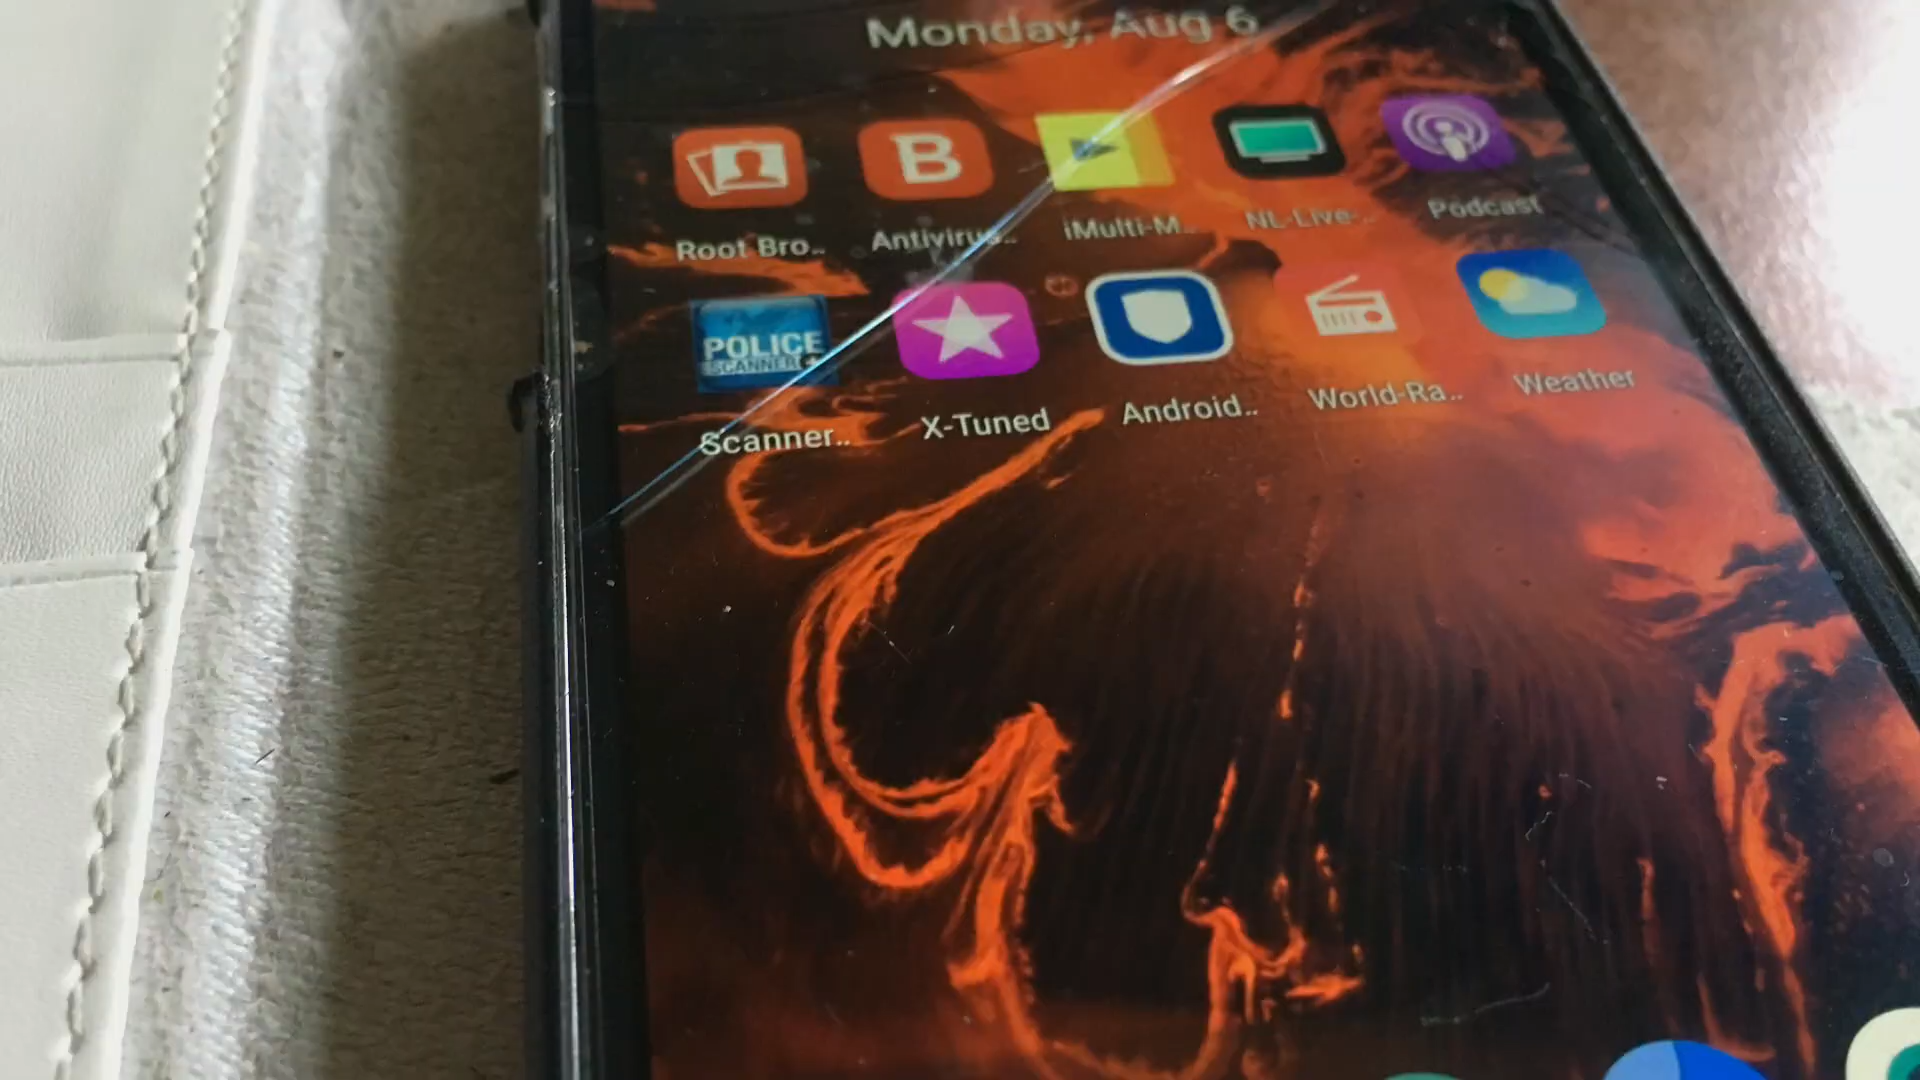 Monday, Aug 6
B
Root Bro..
Antivirus..
iMulti-M..
NL-Live-..
Podcast
POLICE
SCANNER+
Scanner..
X-Tuned
Android..
World-Ra..
Weather